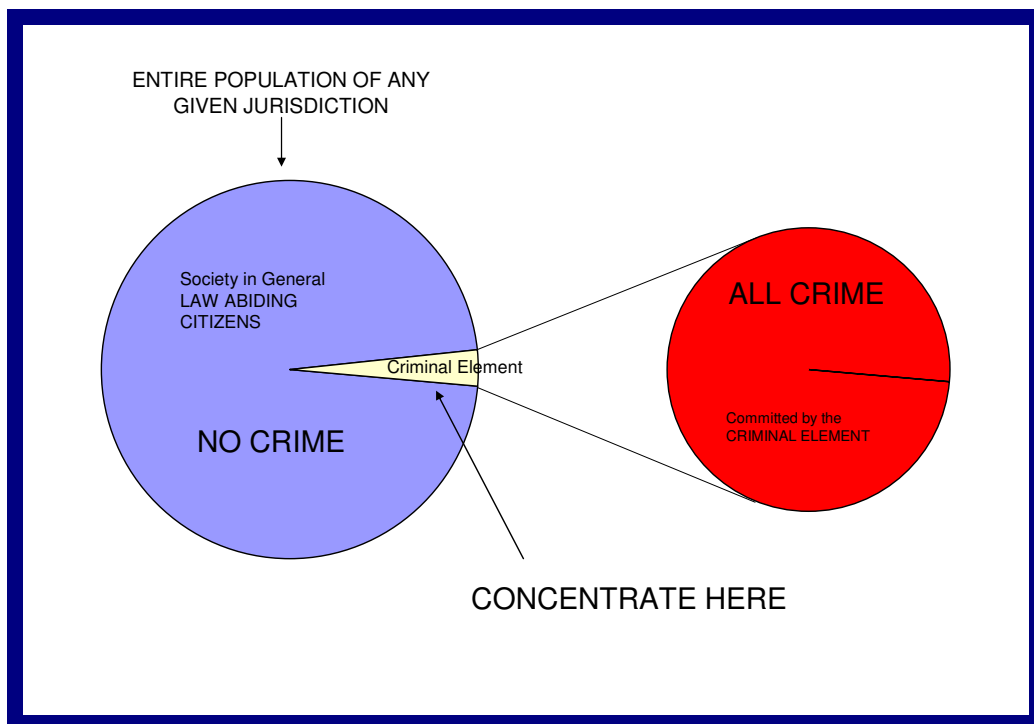 ENTIRE POPULATION OF ANY
GIVEN JURISDICTION
Society in General
LAW ABIDING
CITIZENS
NO CRIME
Criminal Element
ALL CRIME
Committed by the
CRIMINAL ELEMENT
CONCENTRATE HERE